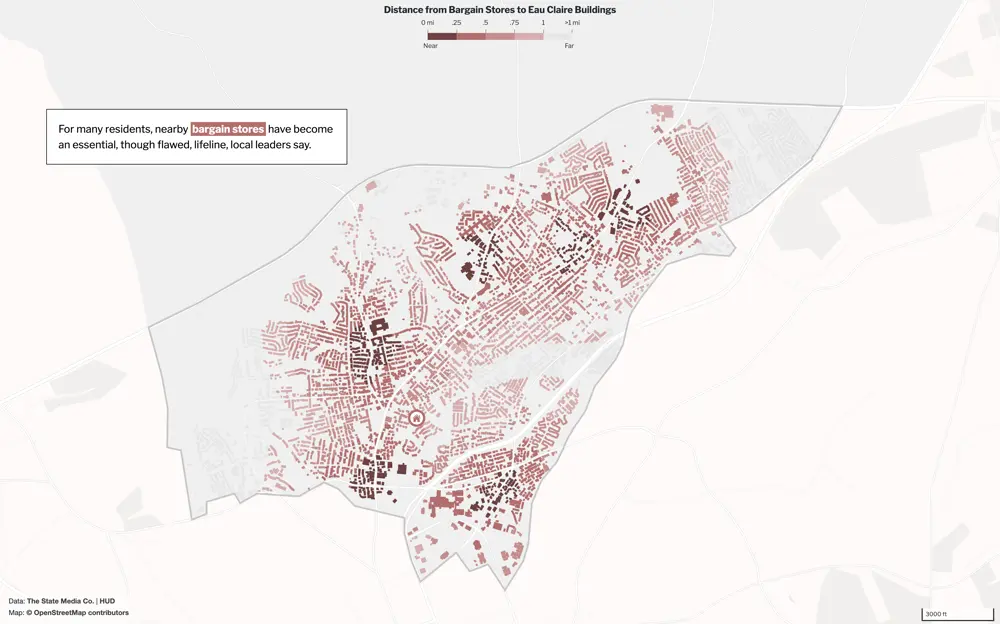 Distance from Bargain Stores to Eau Claire Buildings
0 mi .25 .5 .75 1 >1 mi
Near Far
For many residents, nearby bargain stores have become
an essential, though flawed, lifeline, local leaders say.
Data: The State Media Co. | HUD
Map: © OpenStreetMap contributors
3000 ft